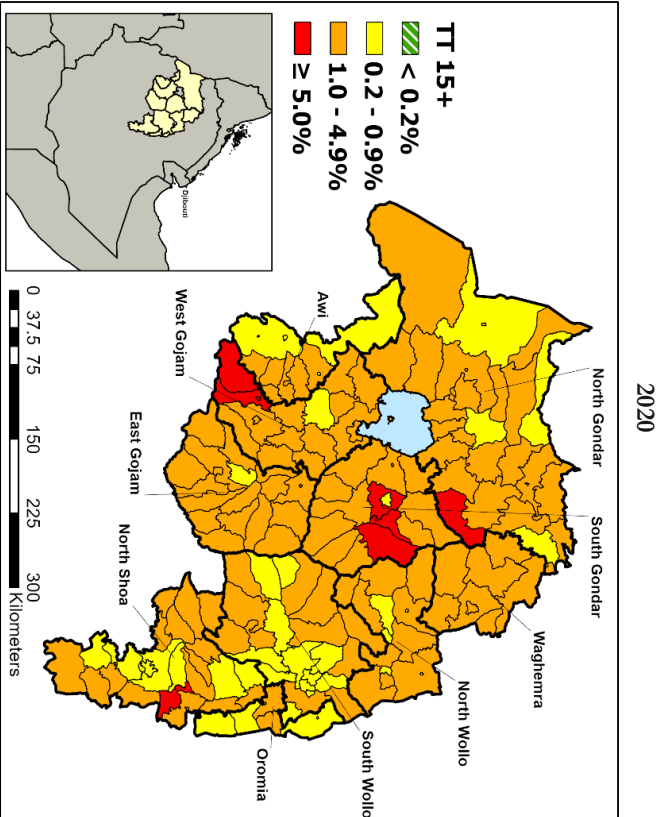 2020
TT 15+
< 0.2%
0.2 - 0.9%
1.0 - 4.9%
≥ 5.0%
Djibouti
North Gondar
South Gondar
Waghemra
North Wollo
South Wollo
Oromia
North Shoa
East Gojam
West Gojam
Awi
0 37.5 75 150 225 300
Kilometers